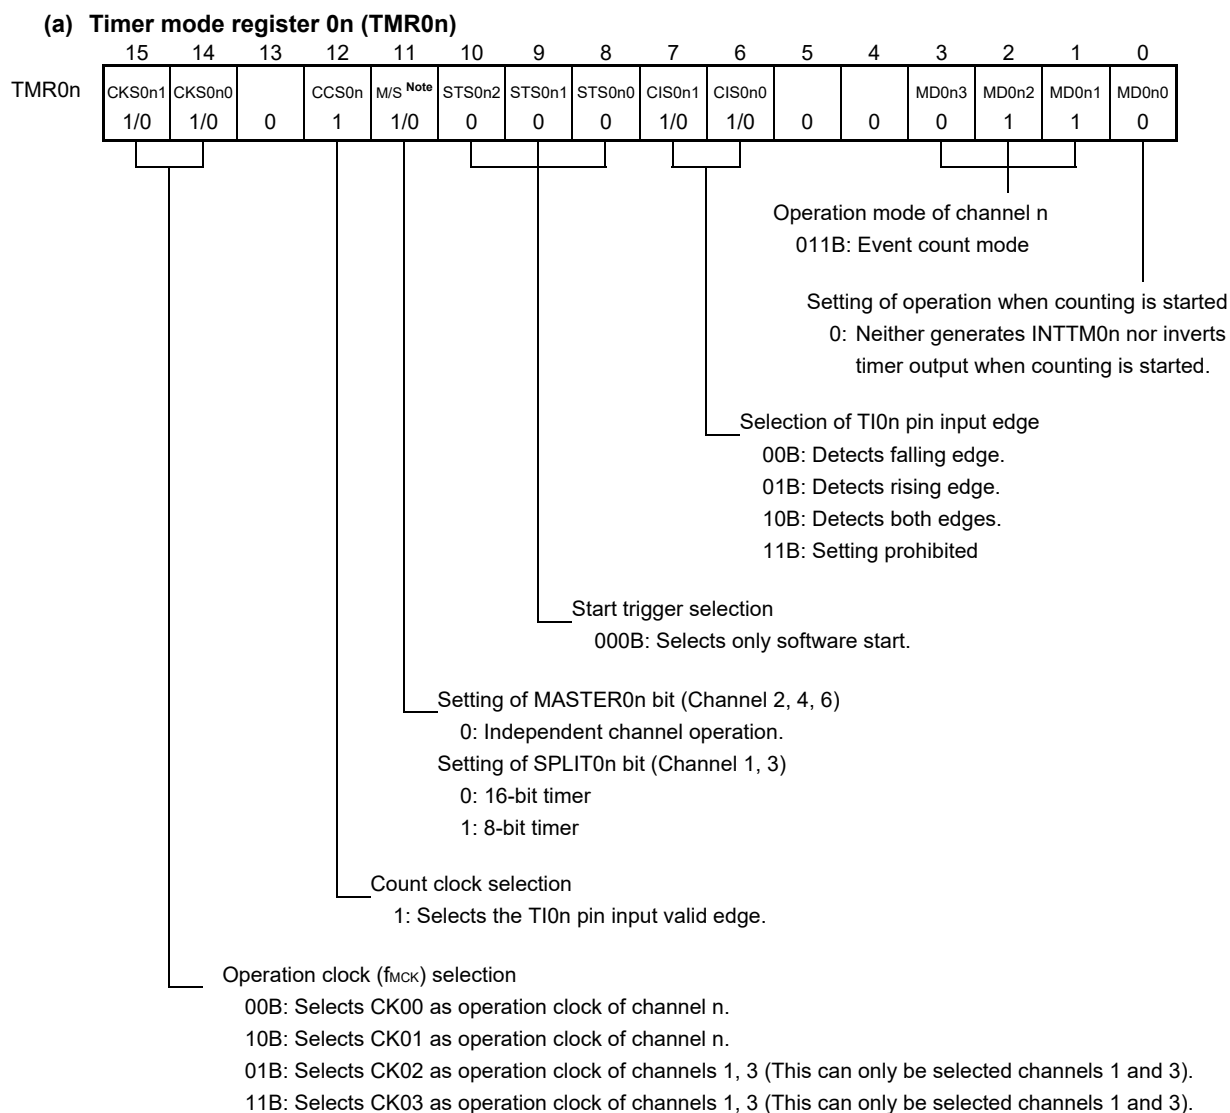 (a) Timer mode register 0n (TMR0n)
15 14 13 12 11 10 9 8 7 6 5 4 3 2 1 0
TMR0n CKS0n1 CKS0n0 CCS0n M/S Note STS0n2 STS0n1 STS0n0 CIS0n1 CIS0n0 MD0n3 MD0n2 MD0n1 MD0n0
1/0 1/0 0 1 1/0 0 0 0 1/0 1/0 0 0 0 1 1 0
Operation mode of channel n
011B: Event count mode
Setting of operation when counting is started
0: Neither generates INTTM0n nor inverts
timer output when counting is started.
Selection of TI0n pin input edge
00B: Detects falling edge.
01B: Detects rising edge.
10B: Detects both edges.
11B: Setting prohibited
Start trigger selection
000B: Selects only software start.
Setting of MASTER0n bit (Channel 2, 4, 6)
0: Independent channel operation.
Setting of SPLIT0n bit (Channel 1, 3)
0: 16-bit timer
1: 8-bit timer
Count clock selection
1: Selects the TI0n pin input valid edge.
Operation clock (fMCK) selection
00B: Selects CK00 as operation clock of channel n.
10B: Selects CK01 as operation clock of channel n.
01B: Selects CK02 as operation clock of channels 1, 3 (This can only be selected channels 1 and 3).
11B: Selects CK03 as operation clock of channels 1, 3 (This can only be selected channels 1 and 3).